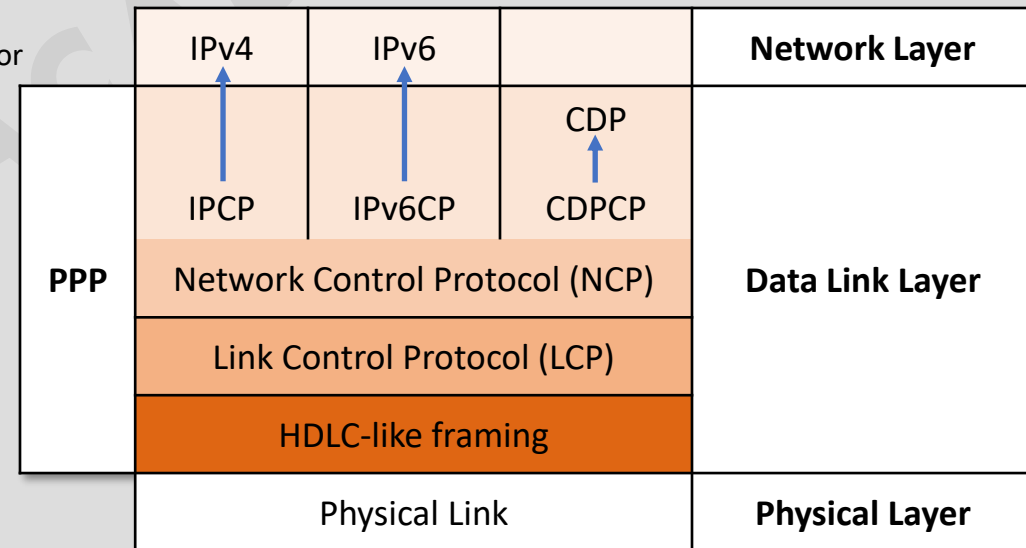 or
IPv4 IPv6 Network Layer
CDP
IPCP IPv6CP CDPCP
PPP Network Control Protocol (NCP) Data Link Layer
Link Control Protocol (LCP)
HDLC-like framing
Physical Link Physical Layer